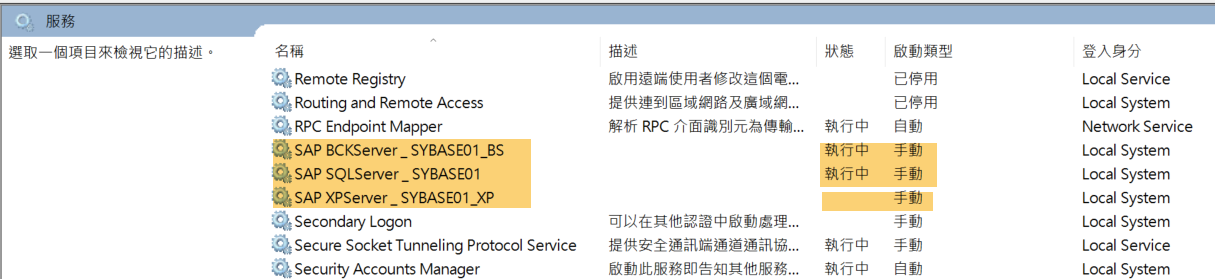 服務
選取一個項目來檢視它的描述。
名稱 描述 狀態 啟動類型 登入身分
Remote Registry 啟用遠端使用者修改這個電... 已停用 Local Service
Routing and Remote Access 提供連到區域網路及廣域網... 已停用 Local System
RPC Endpoint Mapper 解析 RPC 介面識別元為傳輸... 執行中 自動 Network Service
SAP BCKServer _ SYBASE01_BS 執行中 手動 Local System
SAP SQLServer _ SYBASE01 執行中 手動 Local System
SAP XPServer _ SYBASE01_XP 手動 Local System
Secondary Logon 可以在其他認證中啟動處理... 手動 Local System
Secure Socket Tunneling Protocol Service 提供安全通訊端通道通訊協... 執行中 手動 Local Service
Security Accounts Manager 啟動此服務即告知其他服務... 執行中 自動 Local System